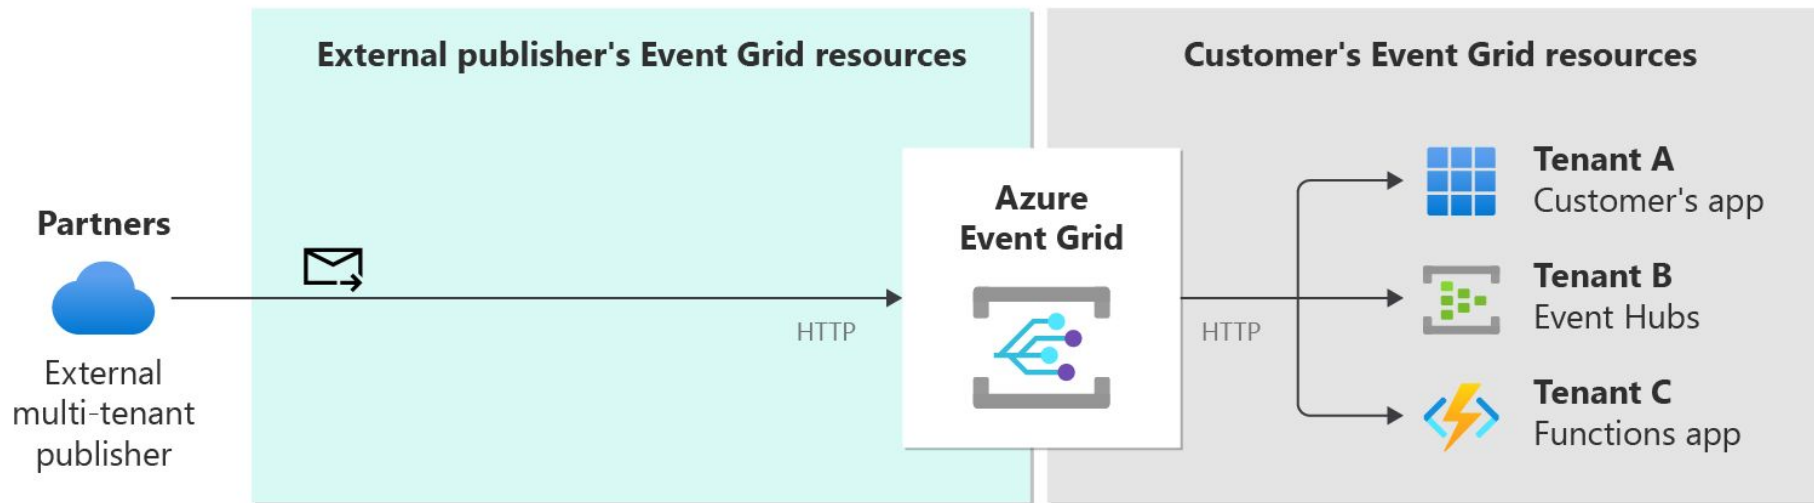 External publisher's Event Grid resources
Customer's Event Grid resources
Partners
External
multi-tenant
publisher
HTTP
Azure
Event Grid
HTTP
Tenant A
Customer's app
Tenant B
Event Hubs
Tenant C
Functions app